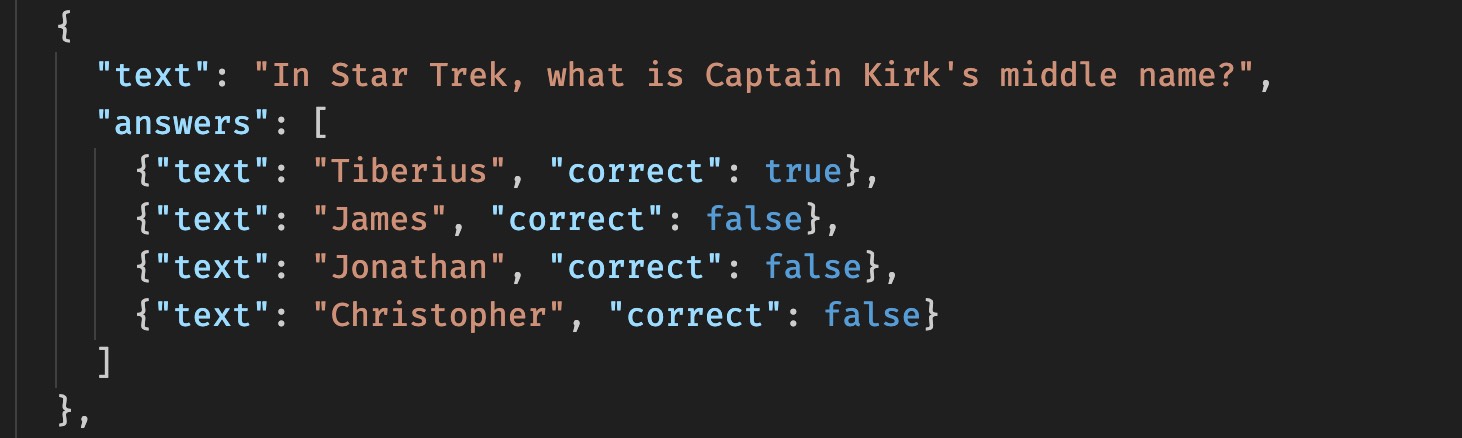 {
"text": "In Star Trek, what is Captain Kirk's middle name?",
"answers": [
{"text": "Tiberius", "correct": true},
{"text": "James", "correct": false},
{"text": "Jonathan", "correct": false},
{"text": "Christopher", "correct": false}
]
},